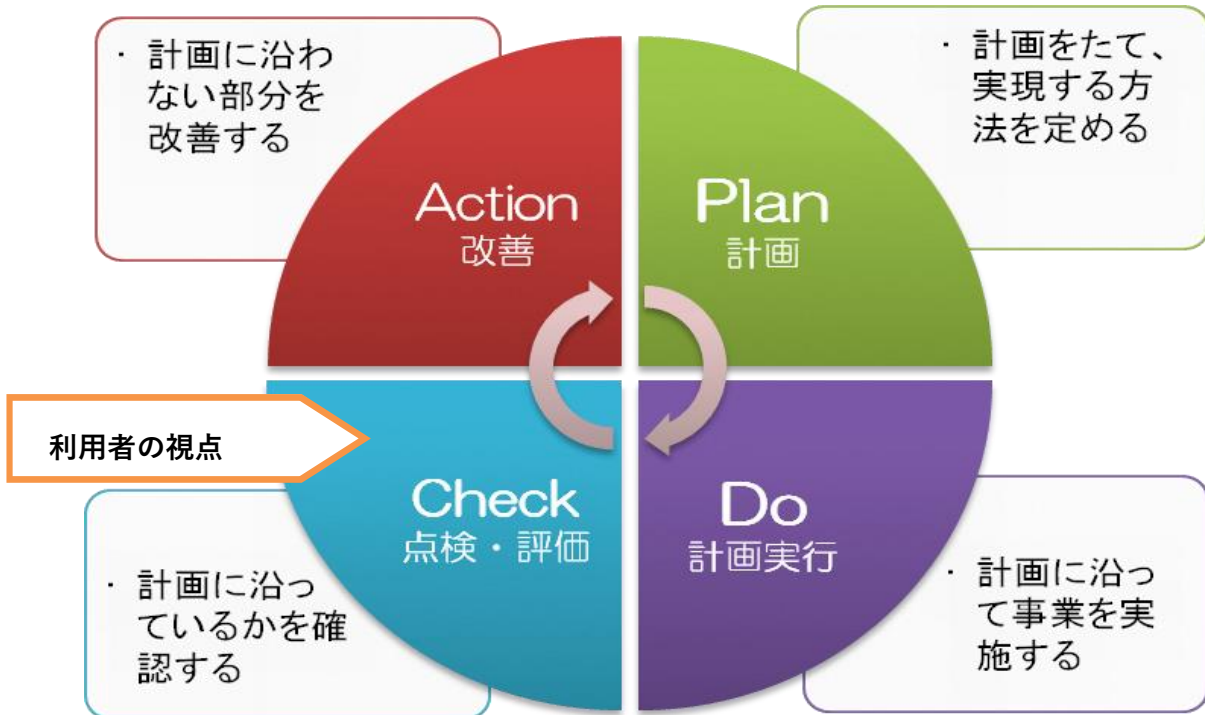 ・ 計画に沿わ
ない部分を
改善する
・ 計画をたて、
実現する方
法を定める
Action
改善
Plan
計画
利用者の視点
Check
点検・評価
Do
計画実行
・ 計画に沿っ
ているかを確
認する
・ 計画に沿っ
て事業を実
施する